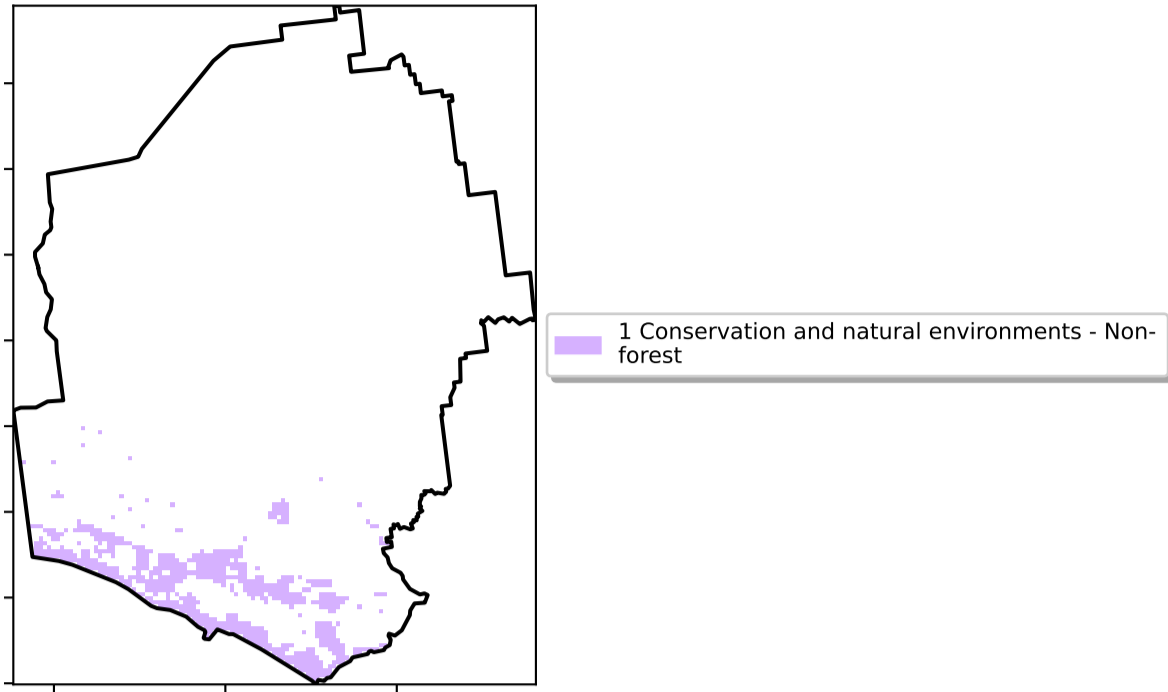 1 Conservation and natural environments - Non-
forest